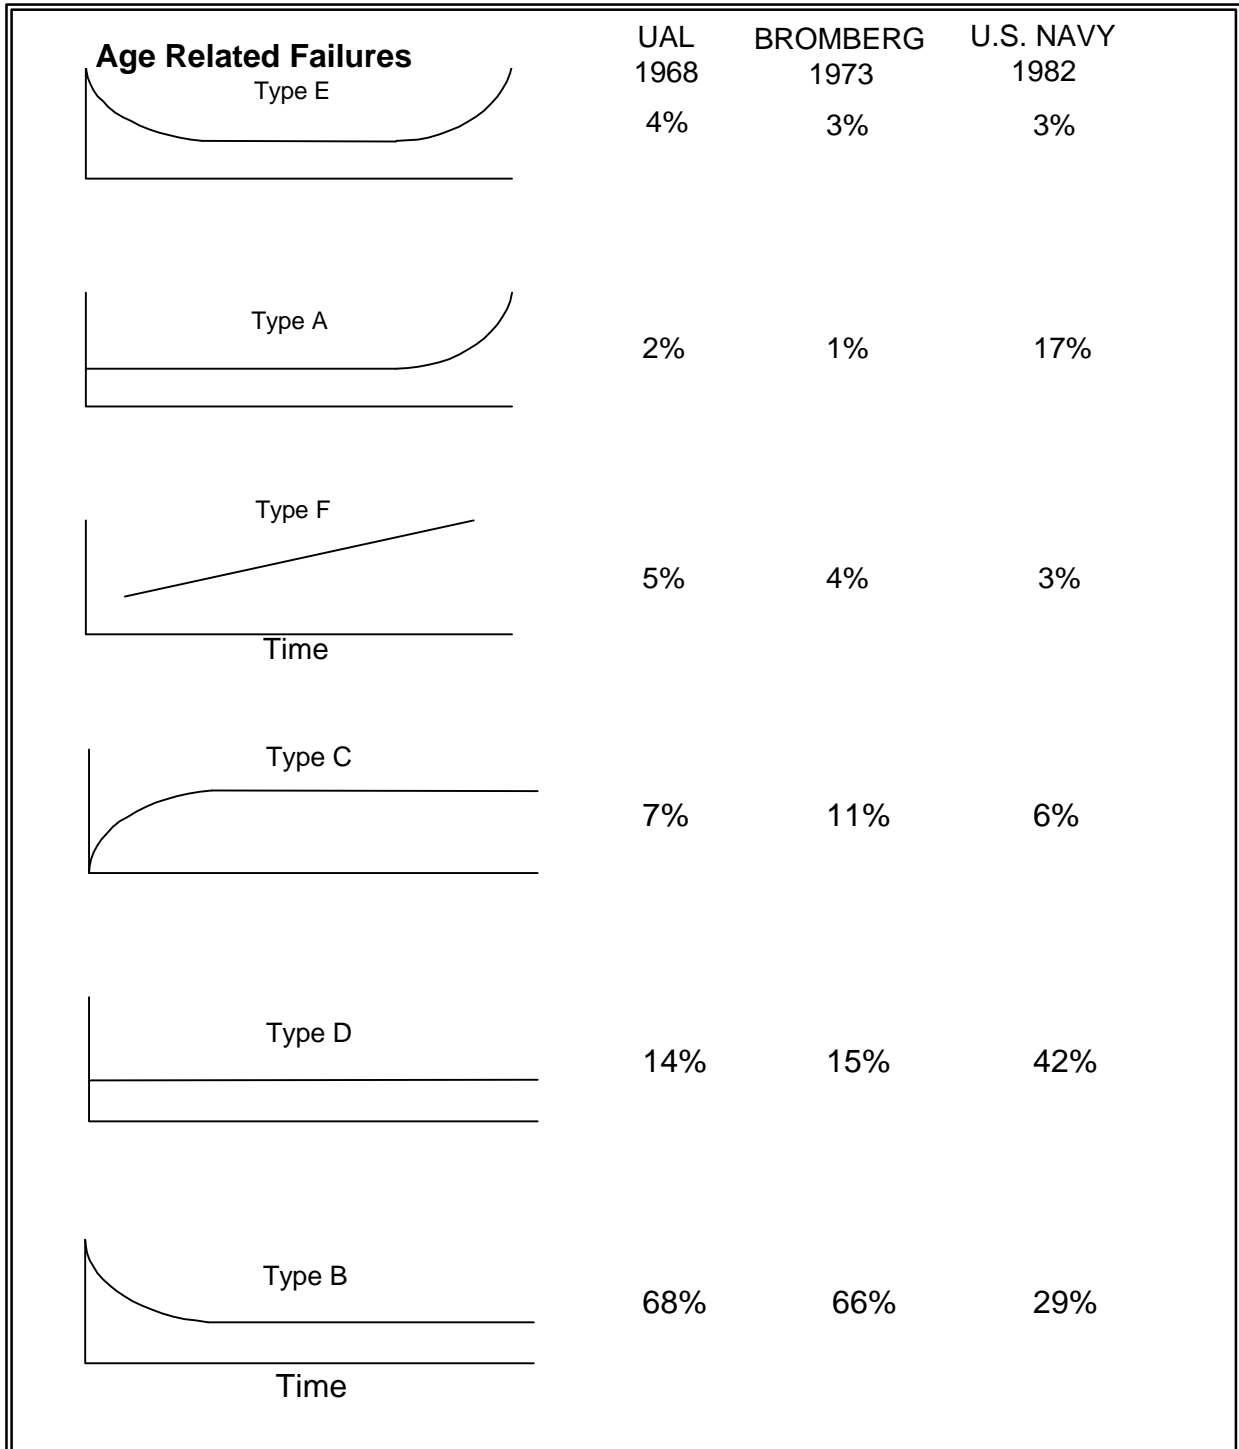 Age Related Failures
UAL BROMBERG U.S. NAVY
1968 1973 1982
Type E
4% 3% 3%
Type A
2% 1% 17%
Type F
5% 4% 3%
Time
Type C
7% 11% 6%
Type D
14% 15% 42%
Type B
68% 66% 29%
Time